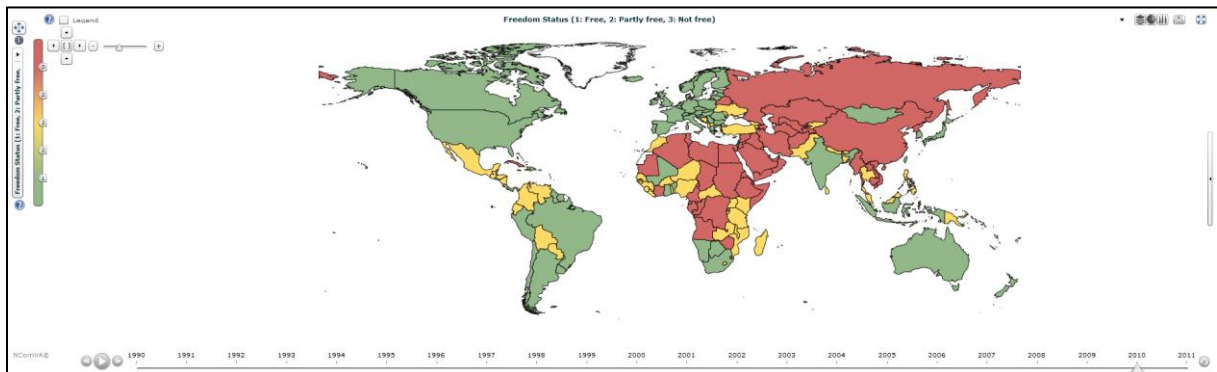 Legend
Freedom Status (1: Free, 2: Partly free, 3: Not free)
Freedom Status (1: Free, 2: Partly free,
NComVA©
1990 1991 1992 1993 1994 1995 1996 1997 1998 1999 2000 2001 2002 2003 2004 2005 2006 2007 2008 2009 2010 2011